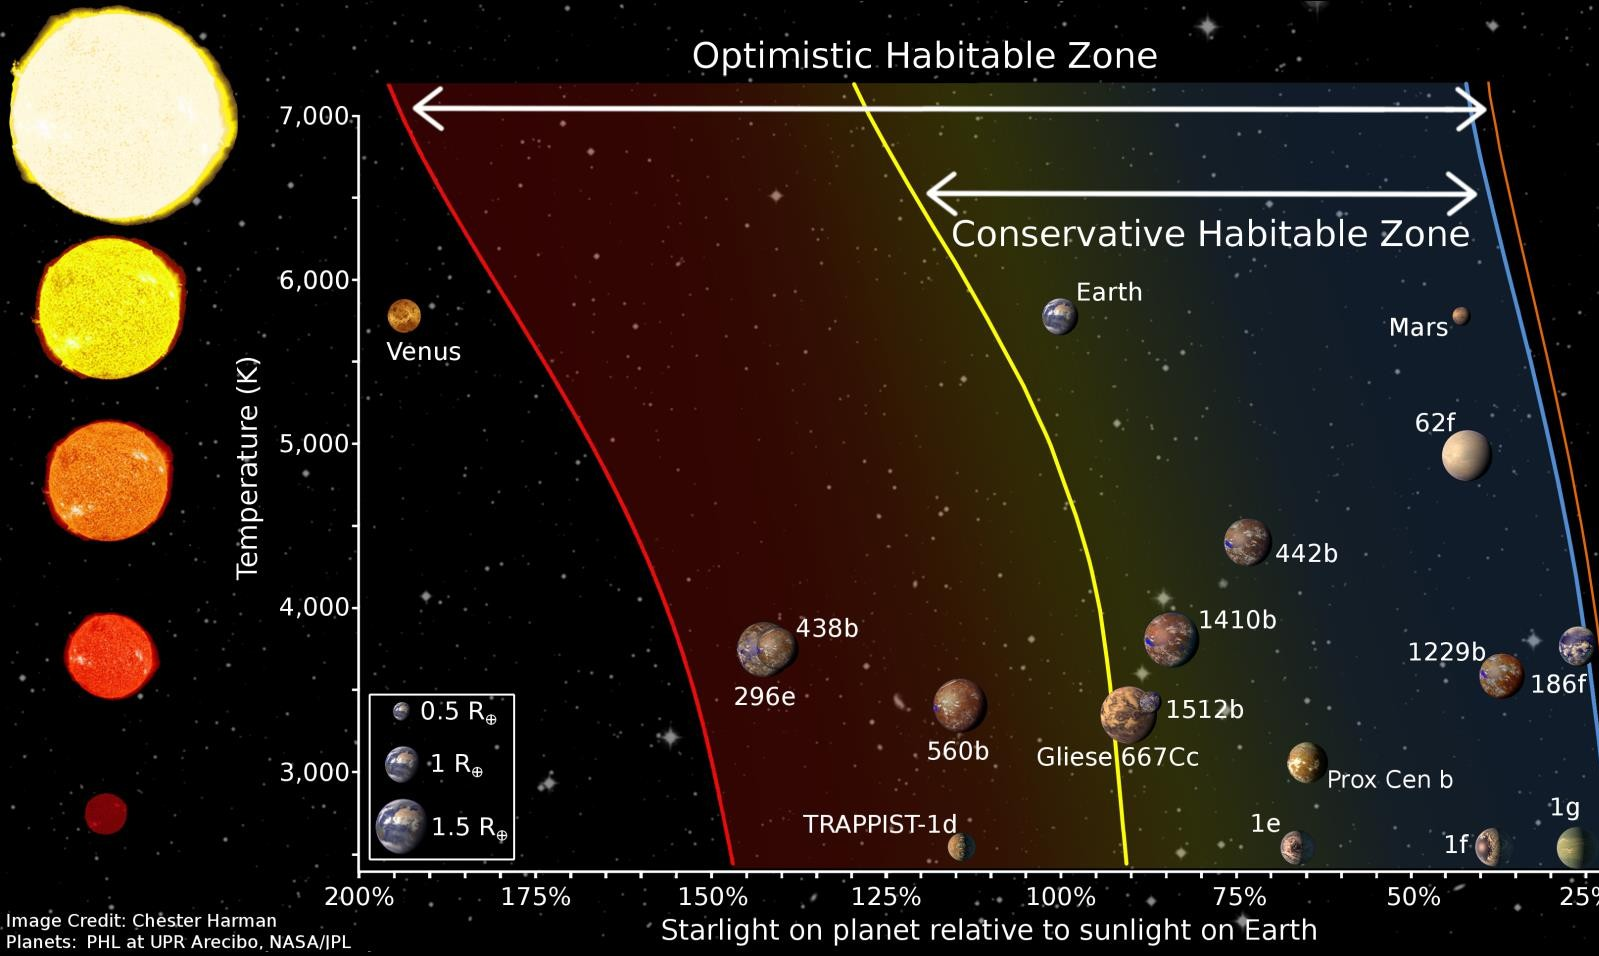 Optimistic Habitable Zone
7,000
Conservative Habitable Zone
6,000
Earth
Mars
Venus
Temperature (K)
62f
5,000
442b
4,000
438b
1410b
296e
1229b
186f
560b
1512b
Gliese 667Cc
0.5 R⊕
1 R⊕
1.5 R⊕
3,000
Prox Cen b
TRAPPIST-1d
1e
1g
1f
200% 175% 150% 125% 100% 75% 50% 25%
Starlight on planet relative to sunlight on Earth
Image Credit: Chester Harman
Planets: PHL at UPR Arecibo, NASA/JPL